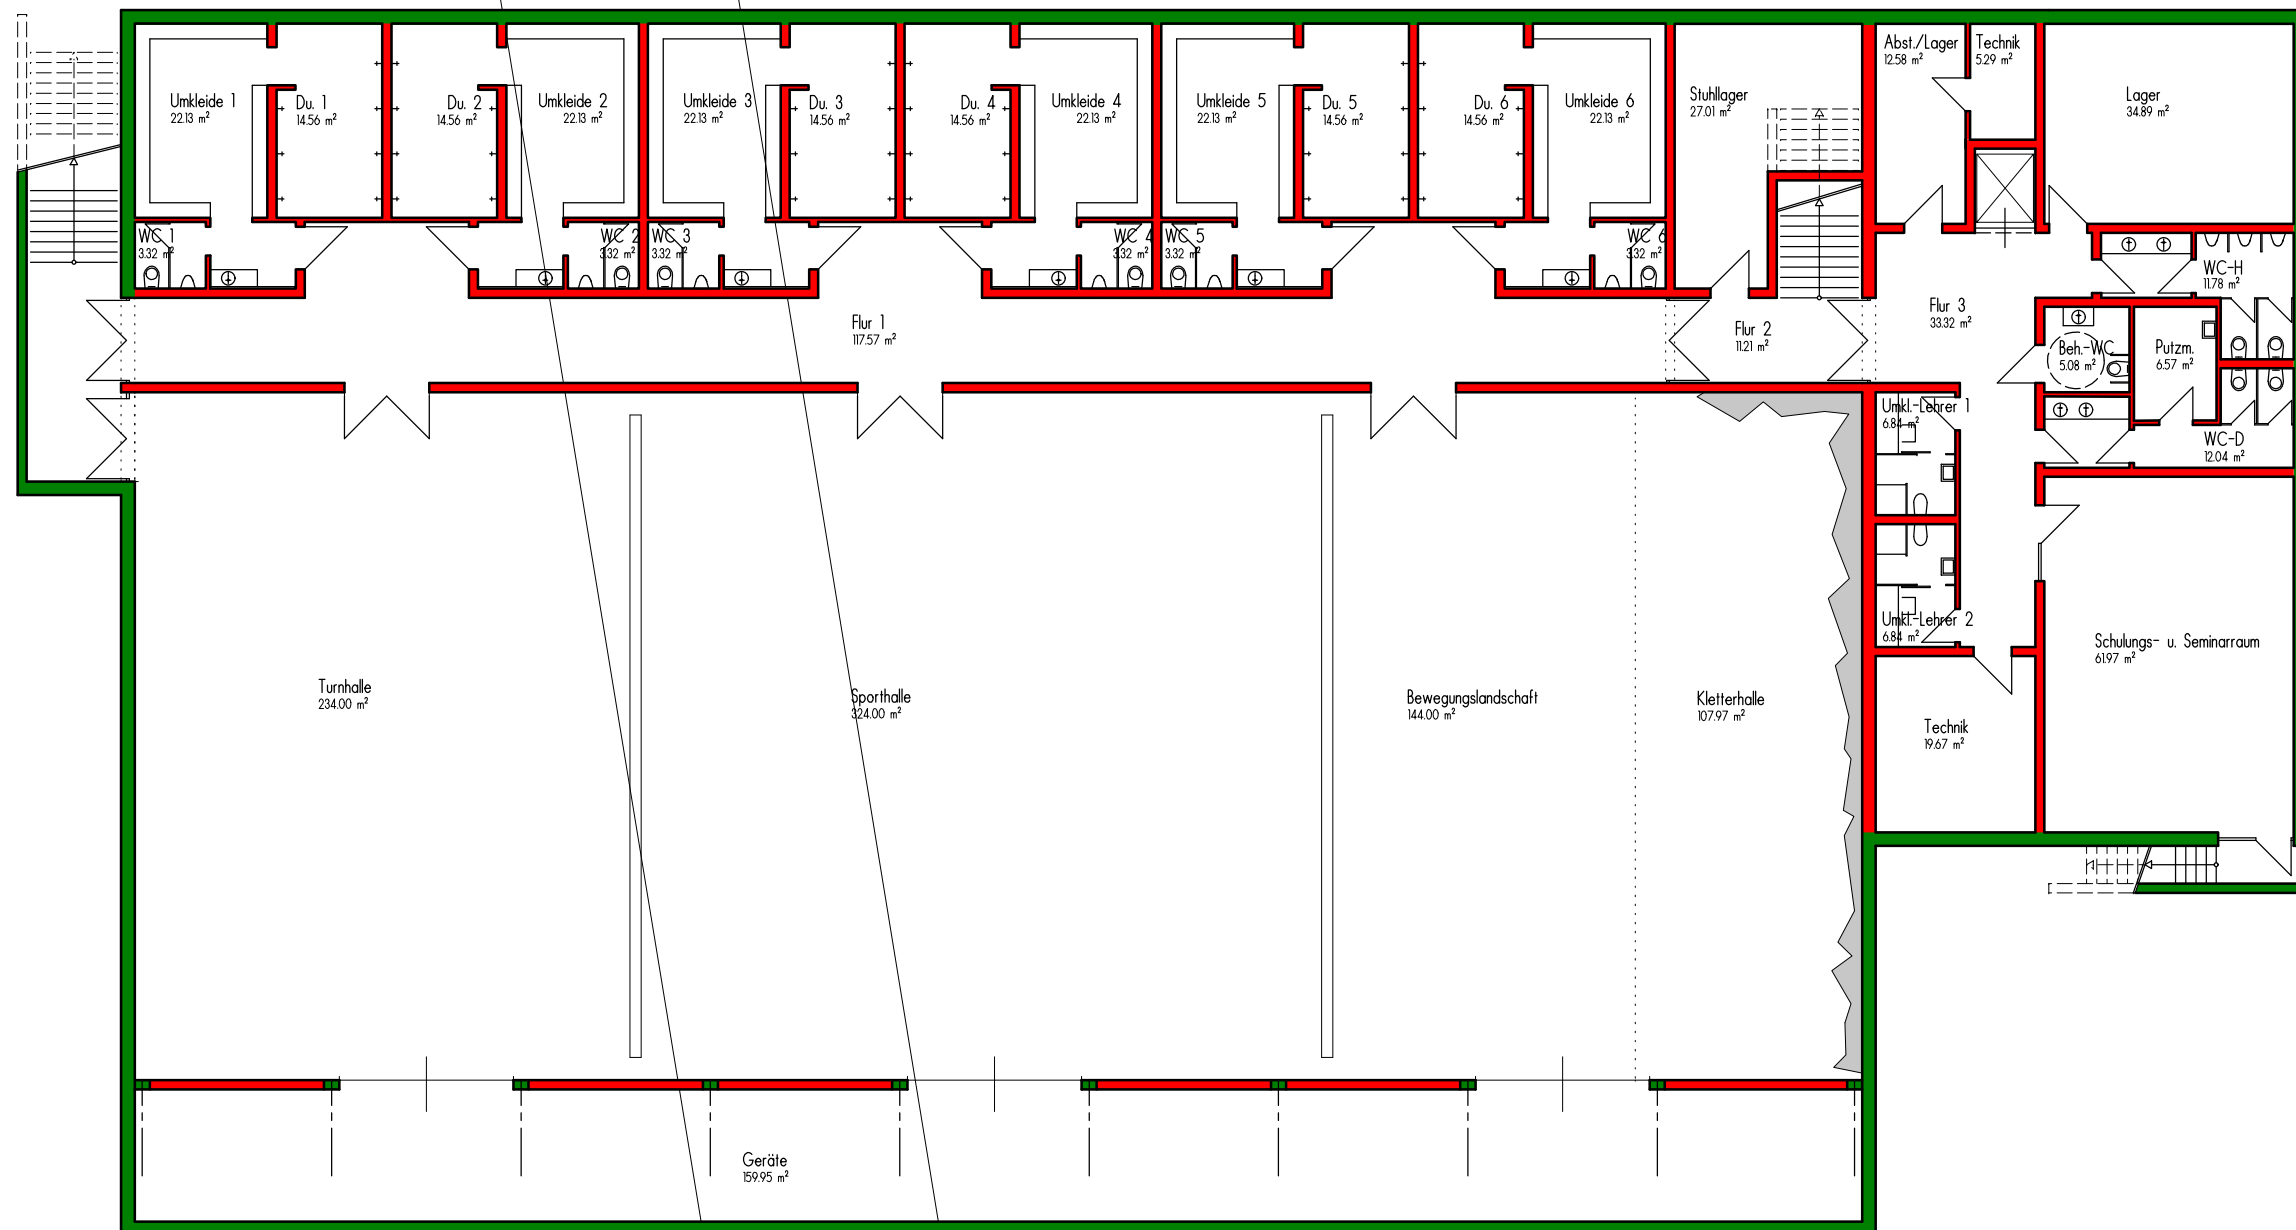 Umkleide 1
22.13 m²
Du. 1
14.56 m²
Du. 2
14.56 m²
Umkleide 2
22.13 m²
Umkleide 3
22.13 m²
Du. 3
14.56 m²
Du. 4
14.56 m²
Umkleide 4
22.13 m²
Umkleide 5
22.13 m²
Du. 5
14.56 m²
Du. 6
14.56 m²
Umkleide 6
22.13 m²
Stuhllager
27.01 m²
Abst./Lager
12.58 m²
Technik
5.29 m²
Lager
34.89 m²
WC 1
3.32 m²
WC 2
3.32 m²
WC 3
3.32 m²
WC 4
3.32 m²
WC 5
3.32 m²
WC 6
3.32 m²
WC-H
11.78 m²
Flur 1
117.57 m²
Flur 2
11.21 m²
Flur 3
33.32 m²
Beh.-WC
5.08 m²
Putzm.
6.57 m²
Umkl.-Lehrer 1
6.84 m²
WC-D
12.04 m²
Umkl.-Lehrer 2
6.84 m²
Schulungs- u. Seminarraum
61.97 m²
Turnhalle
234.00 m²
Sporthalle
324.00 m²
Bewegungslandschaft
144.00 m²
Kletterhalle
107.97 m²
Technik
19.67 m²
Geräte
159.95 m²